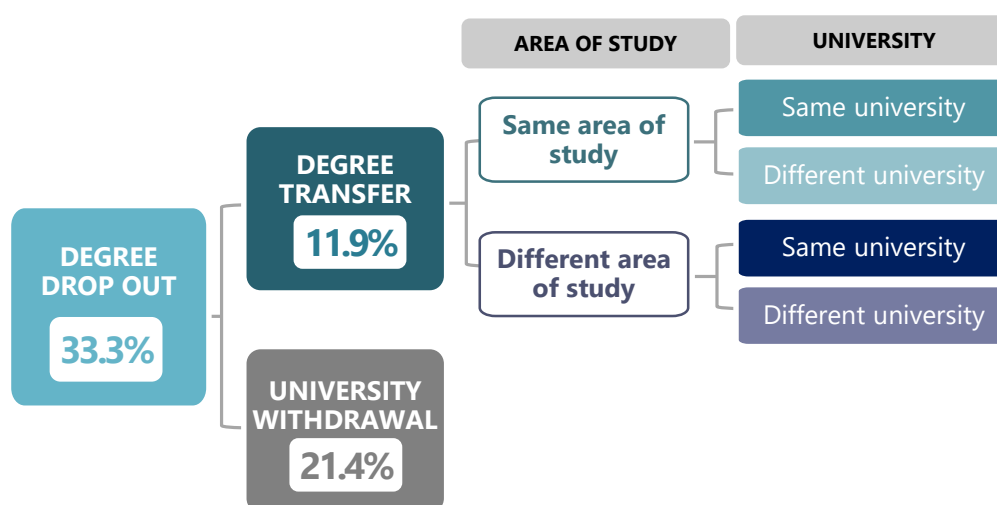 AREA OF STUDY
UNIVERSITY
DEGREE
DROP OUT
33.3%
DEGREE
TRANSFER
11.9%
Same area of
study
Same university
Different university
Different area
of study
Same university
Different university
UNIVERSITY
WITHDRAWAL
21.4%